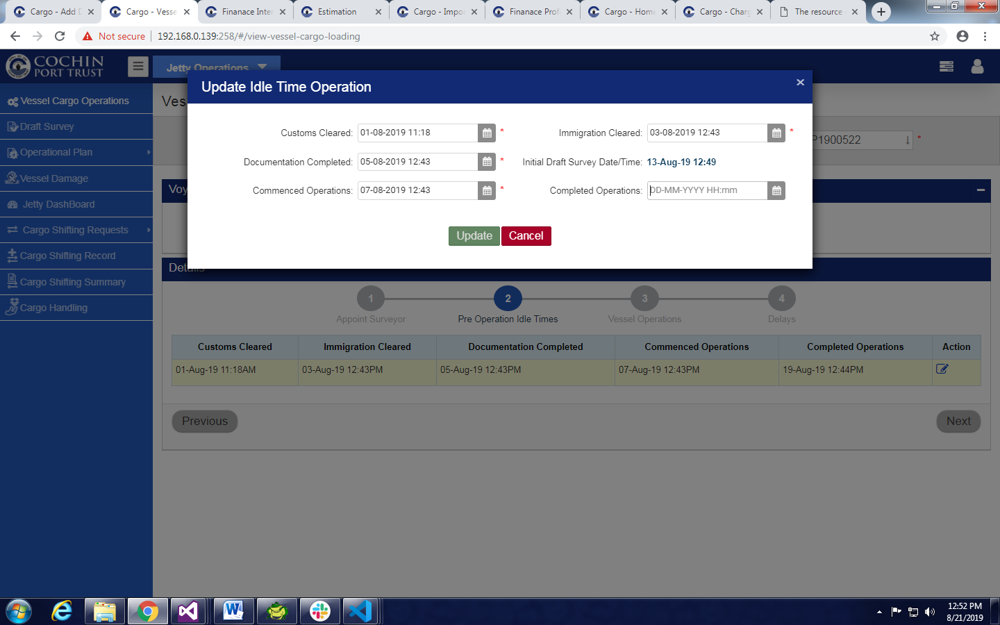 Cargo - Add D
Cargo - Vesse
Finanace Inter
Estimation
Cargo - Impor
Finanace Prof
Cargo - Home
Cargo - Charg
The resource
Not secure
192.168.0.139:258/#/view-vessel-cargo-loading
COCHIN
PORT TRUST
Jetty Operations
Vessel Cargo Operations
Draft Survey
Operational Plan
Vessel Damage
Jetty DashBoard
Cargo Shifting Requests
Cargo Shifting Record
Cargo Shifting Summary
Cargo Handling
Ves
P1900522 *
Voy
Update Idle Time Operation ×
Customs Cleared: 01-08-2019 11:18 * Immigration Cleared: 03-08-2019 12:43 *
Documentation Completed: 05-08-2019 12:43 * Initial Draft Survey Date/Time: 13-Aug-19 12:49
Commenced Operations: 07-08-2019 12:43 * Completed Operations: DD-MM-YYYY HH:mm
Update Cancel
Details
1 2 3 4
Appoint Surveyor Pre Operation Idle Times Vessel Operations Delays
Customs Cleared Immigration Cleared Documentation Completed Commenced Operations Completed Operations Action
01-Aug-19 11:18AM 03-Aug-19 12:43PM 05-Aug-19 12:43PM 07-Aug-19 12:43PM 19-Aug-19 12:44PM
Previous Next
12:52 PM
8/21/2019